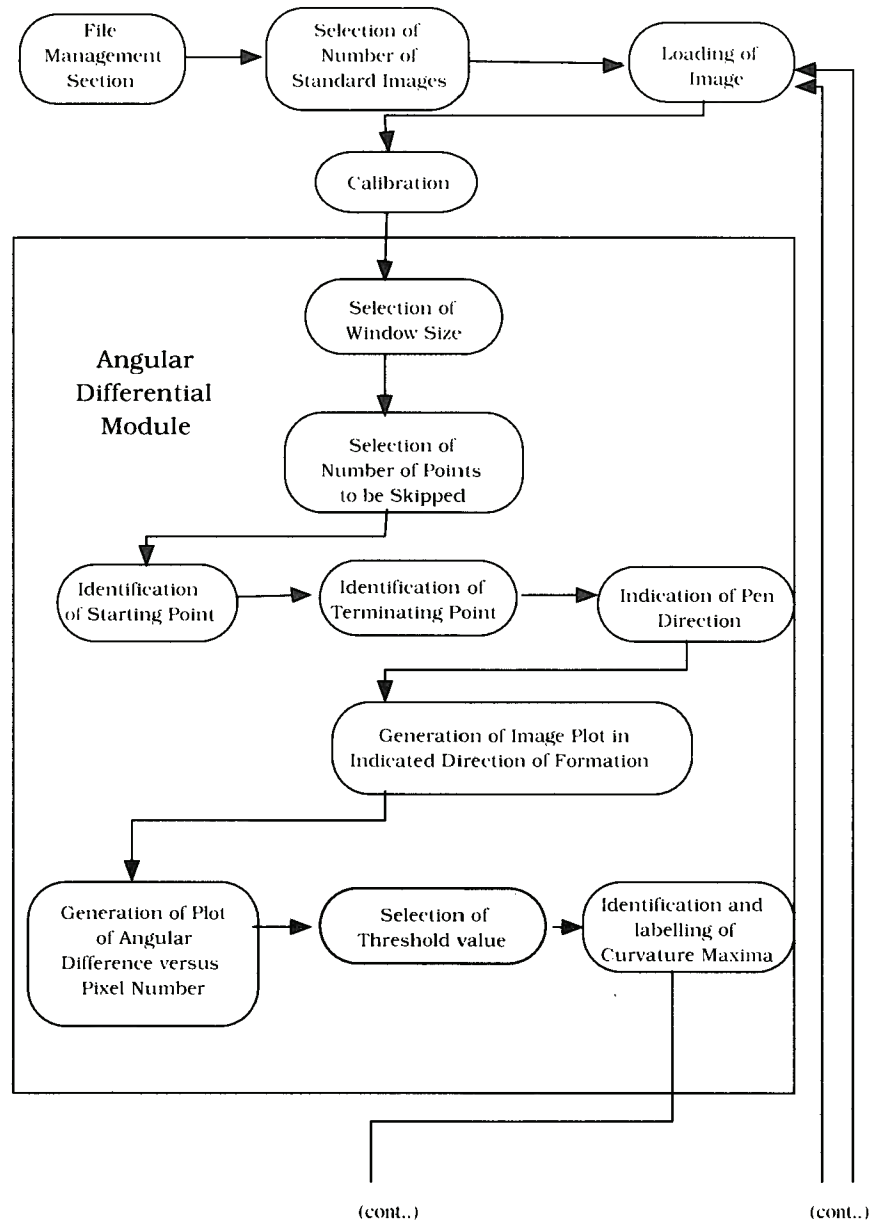 File
Management
Section
Selection of
Number of
Standard Images
Loading of
Image
Calibration
Angular
Differential
Module
Selection of
Window Size
Selection of
Number of Points
to be Skipped
Identification
of Starting Point
Identification of
Terminating Point
Indication of Pen
Direction
Generation of Image Plot in
Indicated Direction of Formation
Generation of Plot
of Angular
Difference versus
Pixel Number
Selection of
Threshold value
Identification and
labelling of
Curvature Maxima
(cont..)
(cont..)